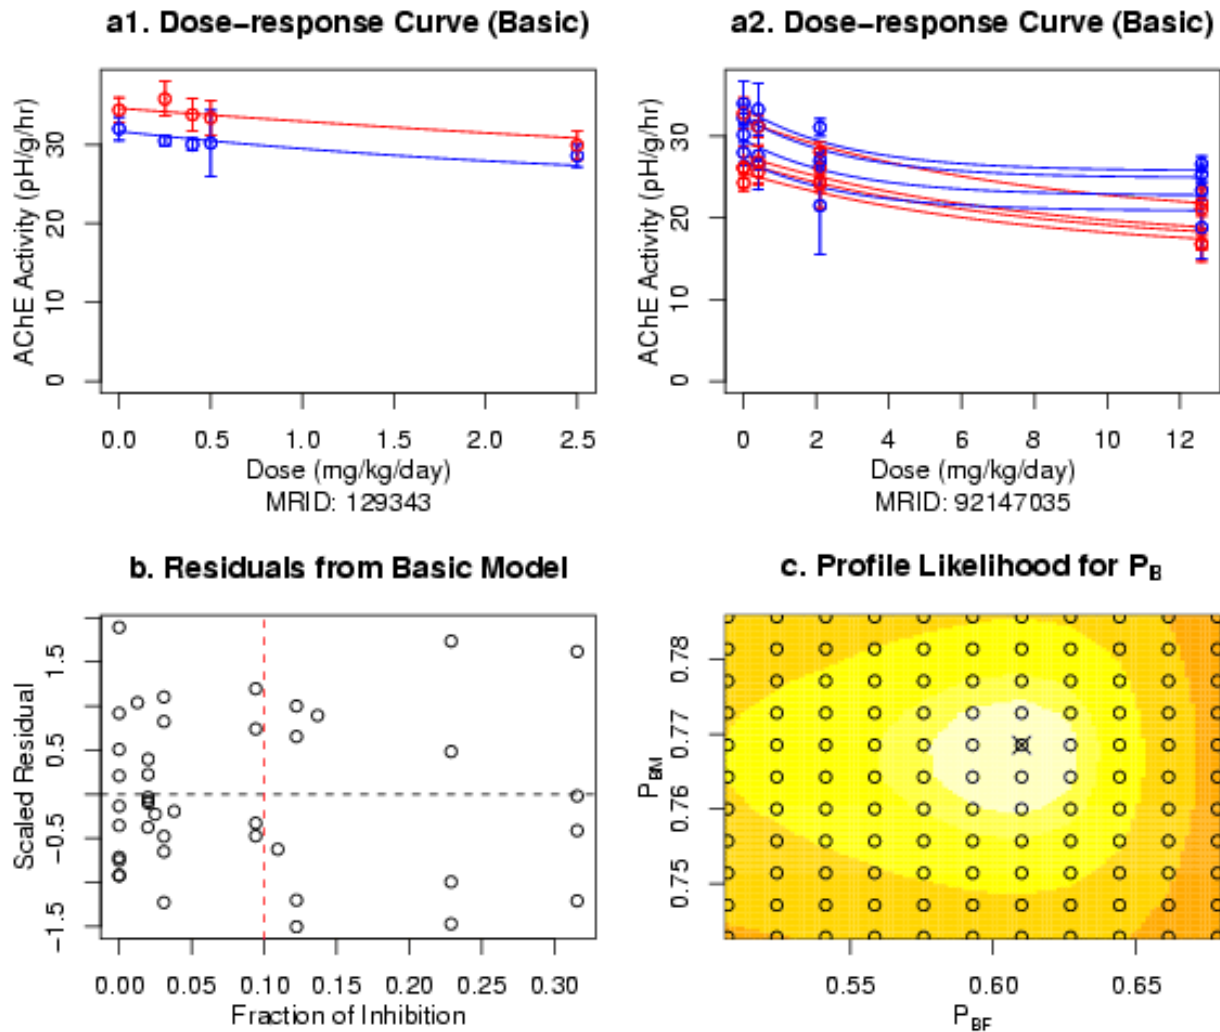 a1. Dose-response Curve (Basic)
AChE Activity (pH/g/hr)
30
20
10
0
0.0 0.5 1.0 1.5 2.0 2.5
Dose (mg/kg/day)
MRID: 129343
a2. Dose-response Curve (Basic)
AChE Activity (pH/g/hr)
30
20
10
0
0 2 4 6 8 10 12
Dose (mg/kg/day)
MRID: 92147035
b. Residuals from Basic Model
Scaled Residual
1.5
0.5
-0.5
-1.5
0.00 0.05 0.10 0.15 0.20 0.25 0.30
Fraction of Inhibition
c. Profile Likelihood for PB
PBM
0.78
0.77
0.76
0.75
0.55 0.60 0.65
PBF